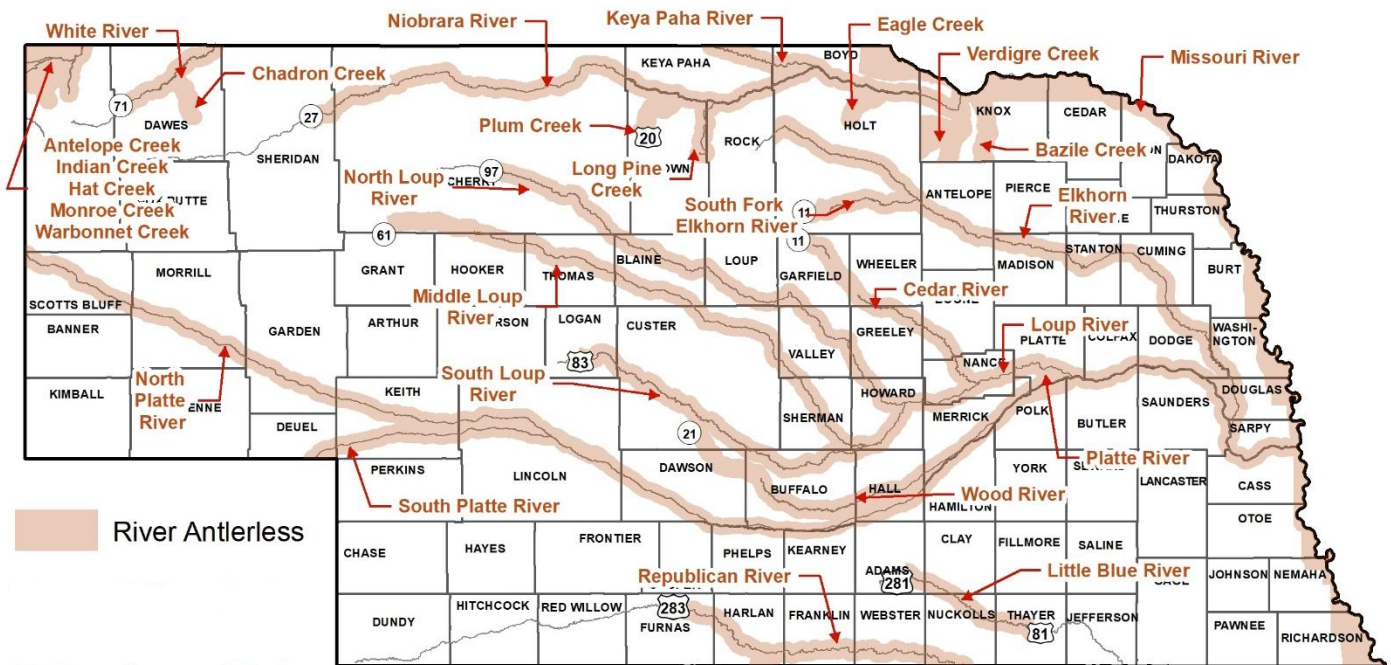 White River
Niobrara River
Keya Paha River
Eagle Creek
Verdigre Creek
Missouri River
Chadron Creek
KEYA PAHA
BOYD
71
DAWES
27
SHERIDAN
Plum Creek
20
ROCK
HOLT
KNOX
CEDAR
DAKOTA
Antelope Creek
Indian Creek
Hat Creek
Monroe Creek
Warbonnet Creek
97
CHERRY
North Loup
River
Long Pine
Creek
Bazile Creek
ANTELOPE
PIERCE
THURSTON
South Fork
Elkhorn River
11
Elkhorn
River
61
11
GRANT
HOOKER
THOMAS
BLAINE
LOUP
GARFIELD
WHEELER
MADISON
STANTON
CUMING
BURT
MORRILL
SCOTTS BLUFF
BANNER
GARDEN
ARTHUR
Middle Loup
River
LOGAN
CUSTER
Cedar River
GREELEY
Loup River
PLATTE
COLFAX
DODGE
WASHI-
NGTON
VALLEY
NANCE
83
KIMBALL
North
Platte
River
KEITH
South Loup
River
DEUEL
SHERMAN
HOWARD
MERRICK
POLK
BUTLER
SAUNDERS
DOUGLAS
SARPY
21
PERKINS
LINCOLN
South Platte River
DAWSON
BUFFALO
HALL
Wood River
HAMILTON
YORK
Platte River
LANCASTER
CASS
OTOE
River Antlerless
CHASE
HAYES
FRONTIER
PHELPS
KEARNEY
ADAMS
281
CLAY
FILLMORE
SALINE
JOHNSON
NEMAHA
Republican River
Little Blue River
DUNDY
HITCHCOCK
RED WILLOW
283
FURNAS
HARLAN
FRANKLIN
WEBSTER
NUCKOLLS
THAYER
81
JEFFERSON
PAWNEE
RICHARDSON